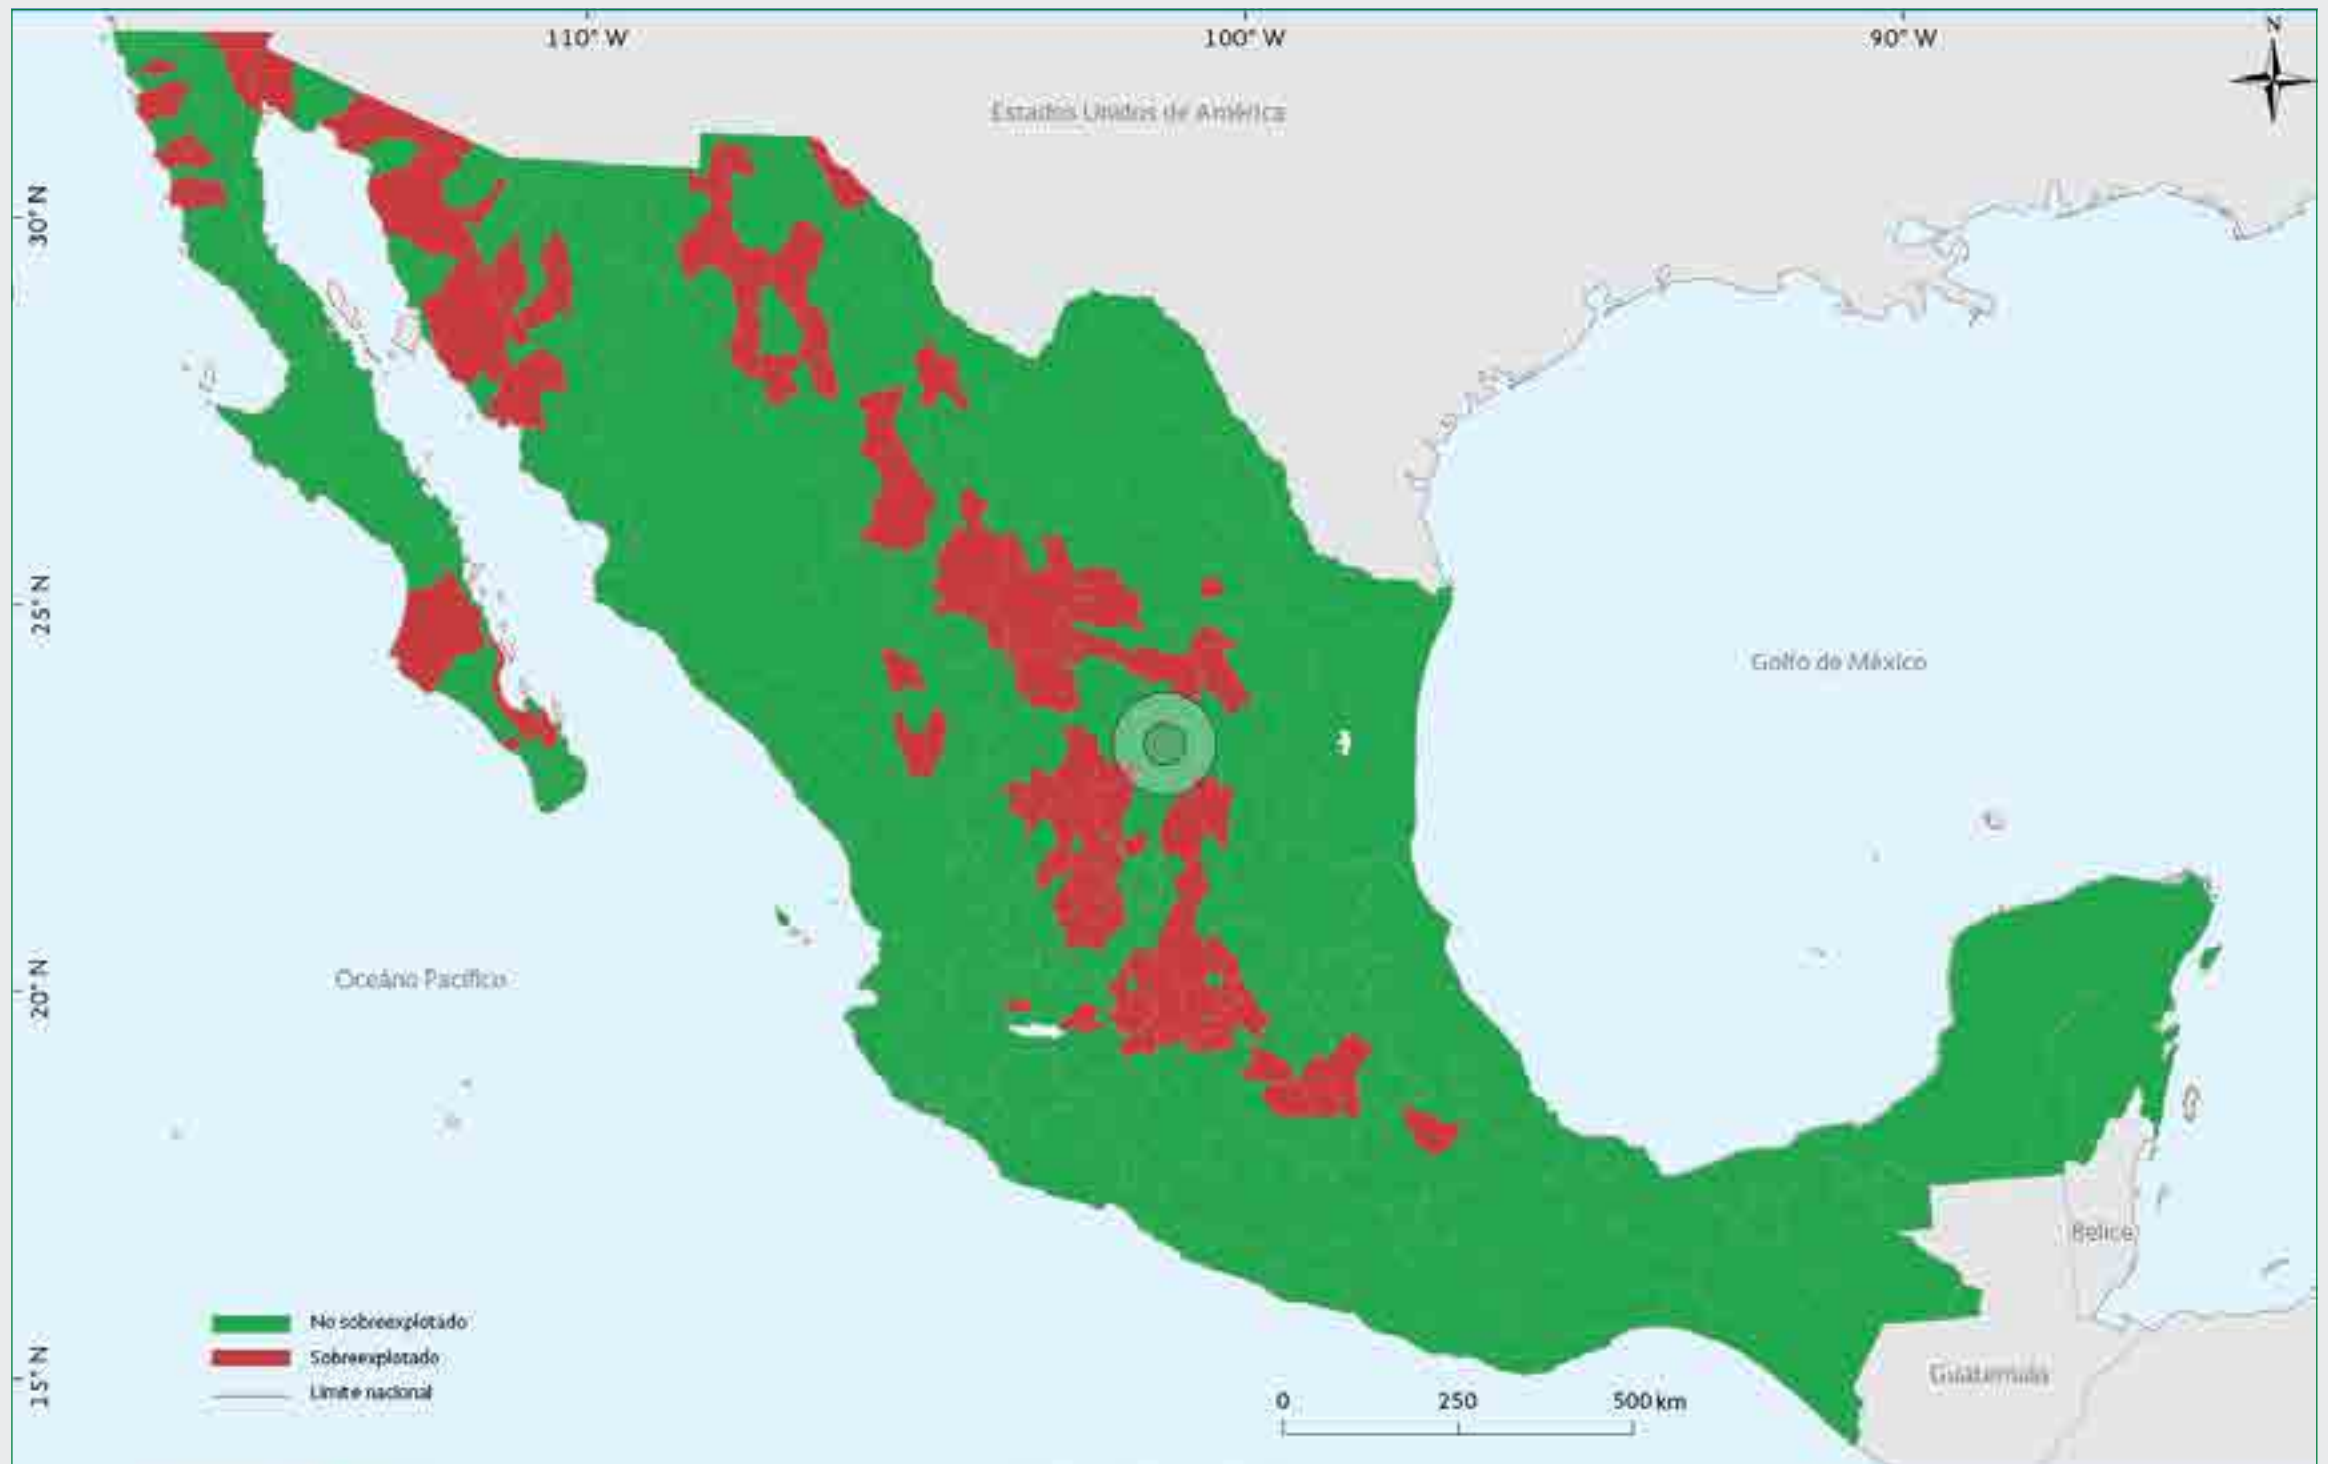 110° W
100° W
90° W
N
Estados Unidos de América
30° N
25° N
Golfo de México
20° N
Océano Pacífico
Belice
No sobreexplotado
Sobreexplotado
Límite nacional
15° N
Guatemala
0 250 500 km